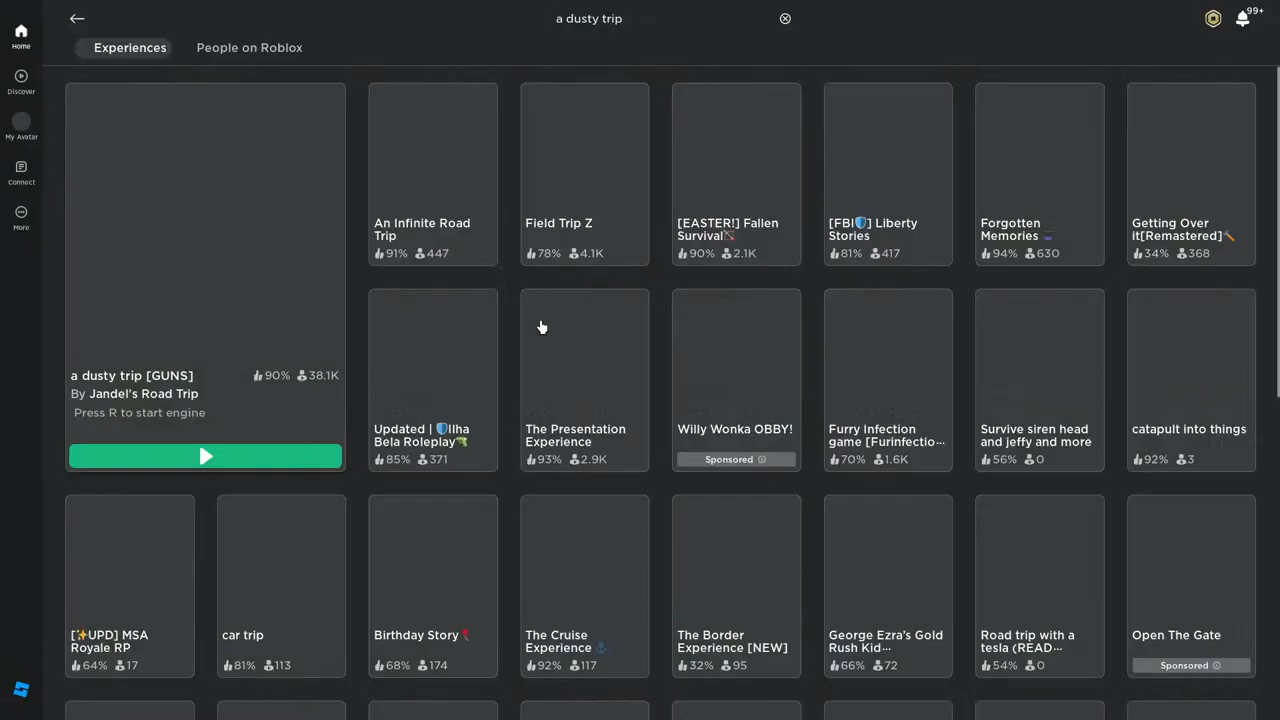 a dusty trip
99+
Home
Discover
My Avatar
Connect
More
Experiences
People on Roblox
a dusty trip [GUNS]
90% 38.1K
By Jandel's Road Trip
Press R to start engine
An Infinite Road
Trip
91% 447
Field Trip Z
78% 4.1K
[EASTER!] Fallen
Survival
90% 2.1K
[FBI🛡️] Liberty
Stories
81% 417
Forgotten
Memories
94% 630
Getting Over
it[Remastered]🔨
34% 368
Updated | 🛡️Ilha
Bela Roleplay🔫
85% 371
The Presentation
Experience
93% 2.9K
Willy Wonka OBBY!
Sponsored
Furry Infection
game [Furinfectio...
70% 1.6K
Survive siren head
and jeffy and more
56% 0
catapult into things
92% 3
[✨UPD] MSA
Royale RP
64% 17
car trip
81% 113
Birthday Story🎈
68% 174
The Cruise
Experience ⚓
92% 117
The Border
Experience [NEW]
32% 95
George Ezra's Gold
Rush Kid...
66% 72
Road trip with a
tesla (READ...
54% 0
Open The Gate
Sponsored